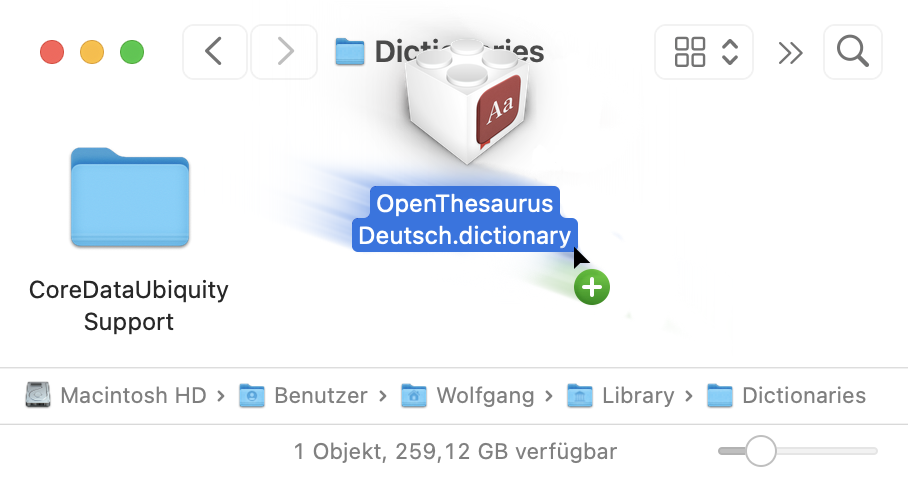 Dictionaries
Aa
OpenThesaurus
Deutsch.dictionary
CoreDataUbiquity
Support
Macintosh HD › Benutzer › Wolfgang › Library › Dictionaries
1 Objekt, 259,12 GB verfügbar